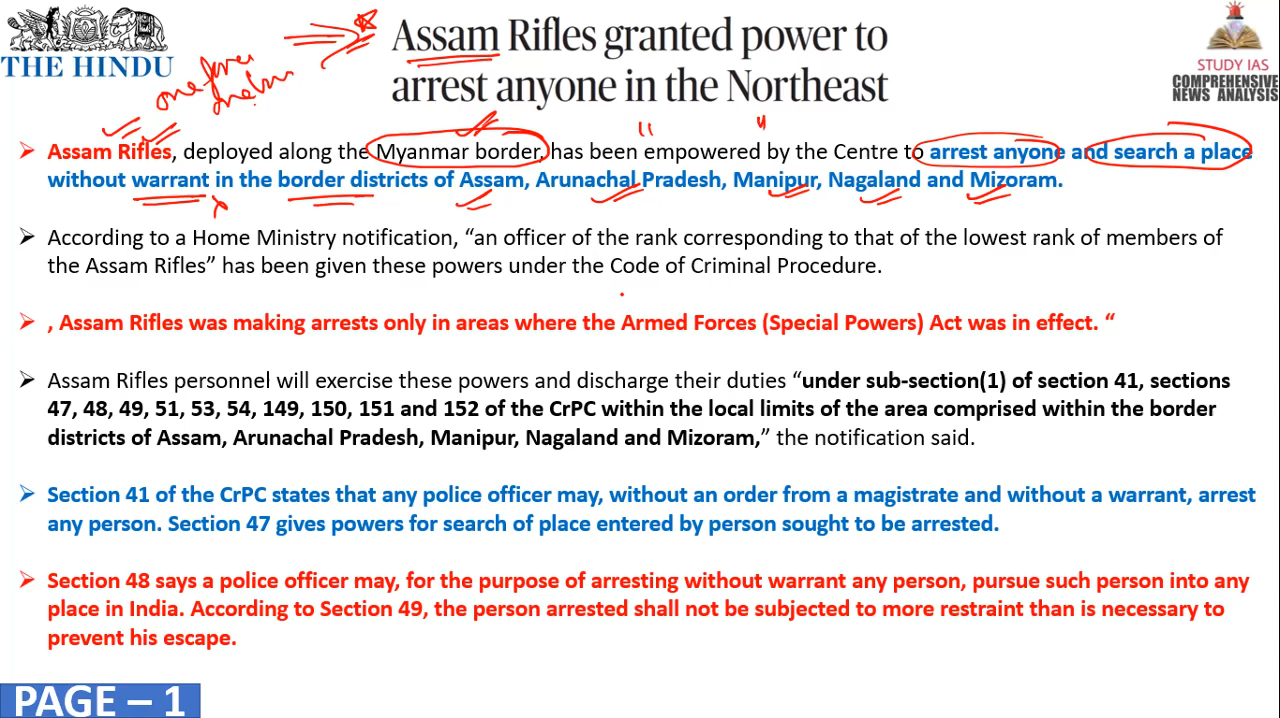 THE HINDU
Assam Rifles granted power to
arrest anyone in the Northeast
STUDY IAS
COMPREHENSIVE
NEWS ANALYSIS
Assam Rifles, deployed along the Myanmar border, has been empowered by the Centre to arrest anyone and search a place
without warrant in the border districts of Assam, Arunachal Pradesh, Manipur, Nagaland and Mizoram.
According to a Home Ministry notification, “an officer of the rank corresponding to that of the lowest rank of members of
the Assam Rifles” has been given these powers under the Code of Criminal Procedure.
, Assam Rifles was making arrests only in areas where the Armed Forces (Special Powers) Act was in effect. “
Assam Rifles personnel will exercise these powers and discharge their duties “under sub-section(1) of section 41, sections
47, 48, 49, 51, 53, 54, 149, 150, 151 and 152 of the CrPC within the local limits of the area comprised within the border
districts of Assam, Arunachal Pradesh, Manipur, Nagaland and Mizoram,” the notification said.
Section 41 of the CrPC states that any police officer may, without an order from a magistrate and without a warrant, arrest
any person. Section 47 gives powers for search of place entered by person sought to be arrested.
Section 48 says a police officer may, for the purpose of arresting without warrant any person, pursue such person into any
place in India. According to Section 49, the person arrested shall not be subjected to more restraint than is necessary to
prevent his escape.
PAGE – 1